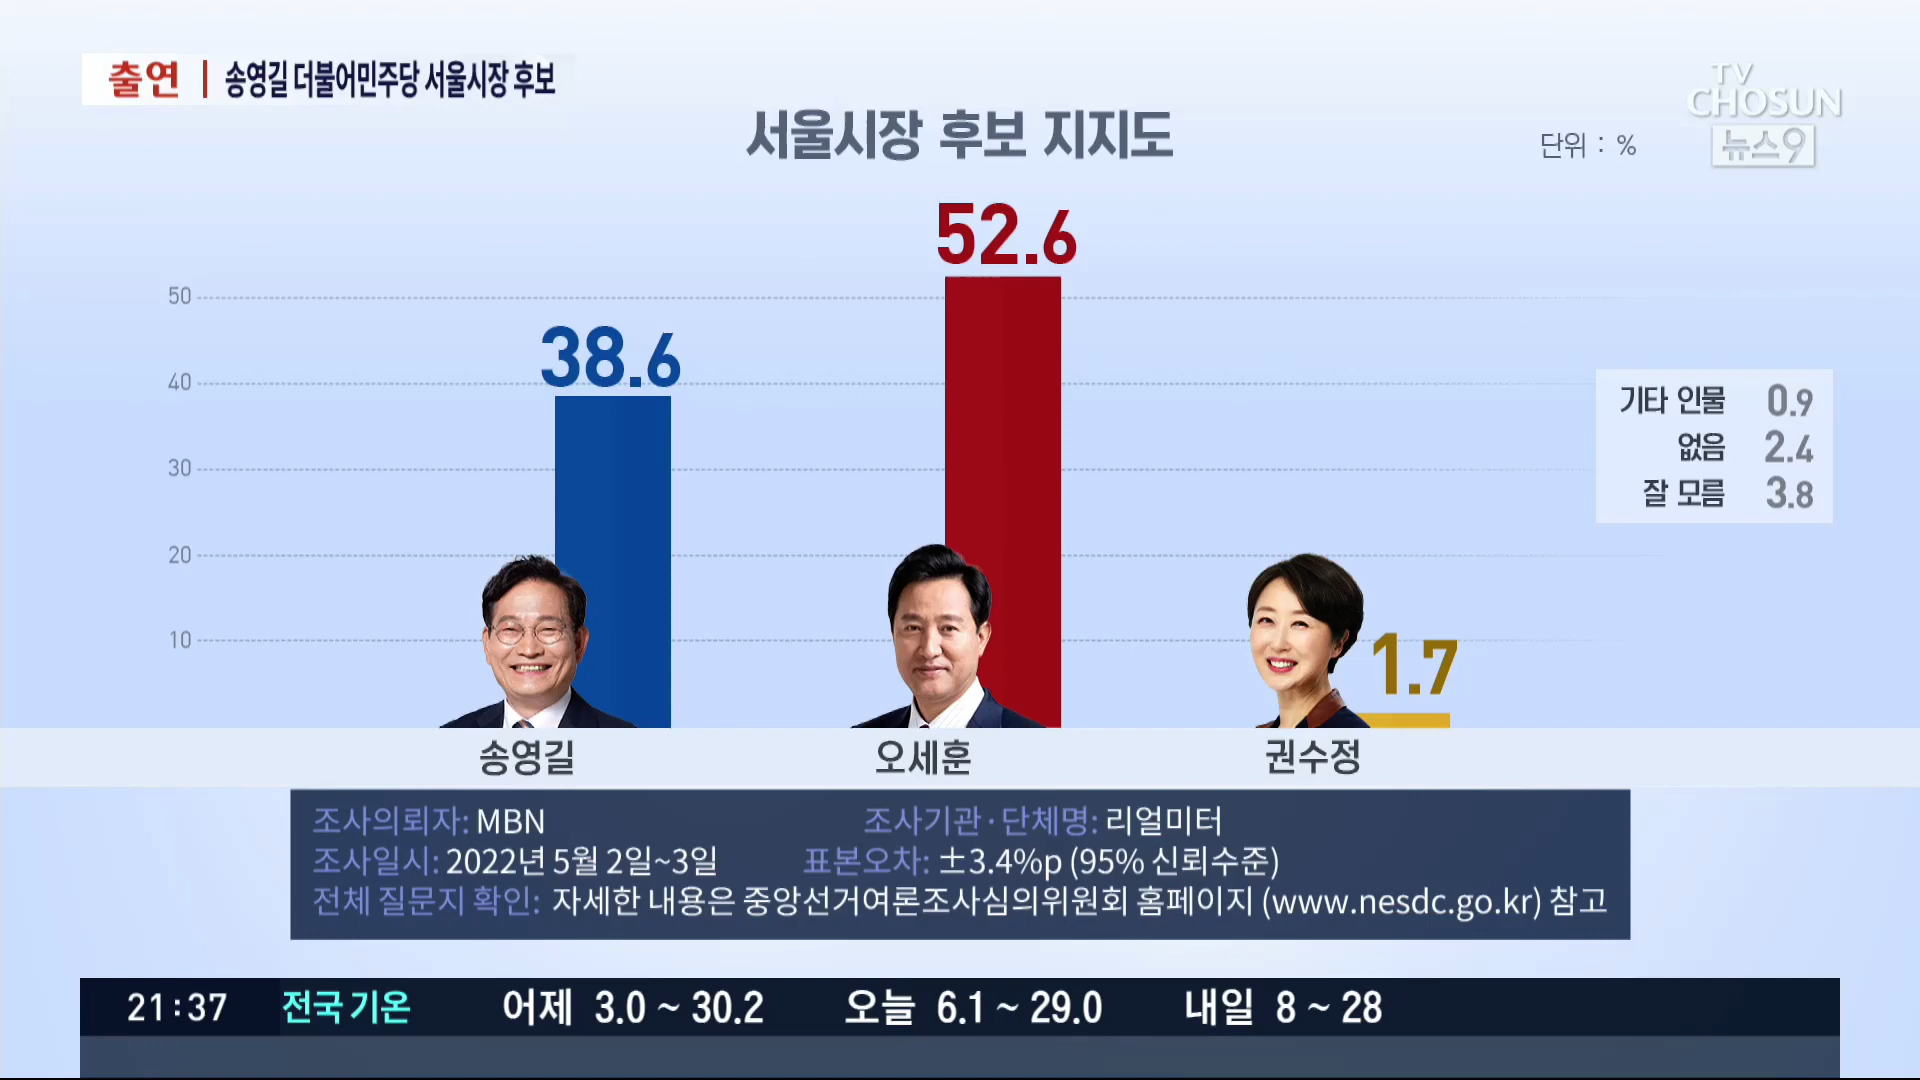 출연 | 송영길 더불어민주당 서울시장 후보
TV
CHOSUN
뉴스9
서울시장 후보 지지도
단위 : %
52.6
50
38.6
40
기타 인물 0.9
없음 2.4
잘 모름 3.8
30
20
10
1.7
송영길 오세훈 권수정
조사의뢰자: MBN 조사기관·단체명: 리얼미터
조사일시: 2022년 5월 2일~3일 표본오차: ±3.4%p (95% 신뢰수준)
전체 질문지 확인: 자세한 내용은 중앙선거여론조사심의위원회 홈페이지 (www.nesdc.go.kr) 참고
21:37 전국 기온 어제 3.0 ~ 30.2 오늘 6.1 ~ 29.0 내일 8 ~ 28